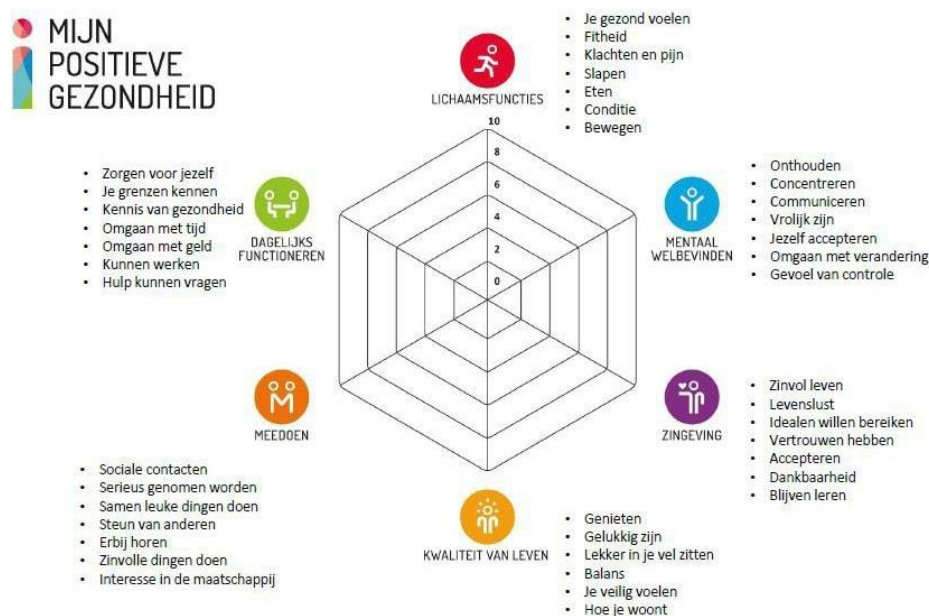 MIJN
POSITIEVE
GEZONDHEID
• Je gezond voelen
• Fitheid
• Klachten en pijn
• Slapen
• Eten
• Conditie
• Bewegen
LICHAAMSFUNCTIES
10
8
6
4
2
0
• Onthouden
• Concentreren
• Communiceren
• Vrolijk zijn
• Jezelf accepteren
• Omgaan met verandering
• Gevoel van controle
MENTAAL
WELBEVINDEN
• Zinvol leven
• Levenslust
• Idealen willen bereiken
• Vertrouwen hebben
• Accepteren
• Dankbaarheid
• Blijven leren
ZINGEVING
• Genieten
• Gelukkig zijn
• Lekker in je vel zitten
• Balans
• Je veilig voelen
• Hoe je woont
KWALITEIT VAN LEVEN
MEEDOEN
• Sociale contacten
• Serieus genomen worden
• Samen leuke dingen doen
• Steun van anderen
• Erbij horen
• Zinvolle dingen doen
• Interesse in de maatschappij
• Zorgen voor jezelf
• Je grenzen kennen
• Kennis van gezondheid
• Omgaan met tijd
• Omgaan met geld
• Kunnen werken
• Hulp kunnen vragen
DAGELIJKS
FUNCTIONEREN